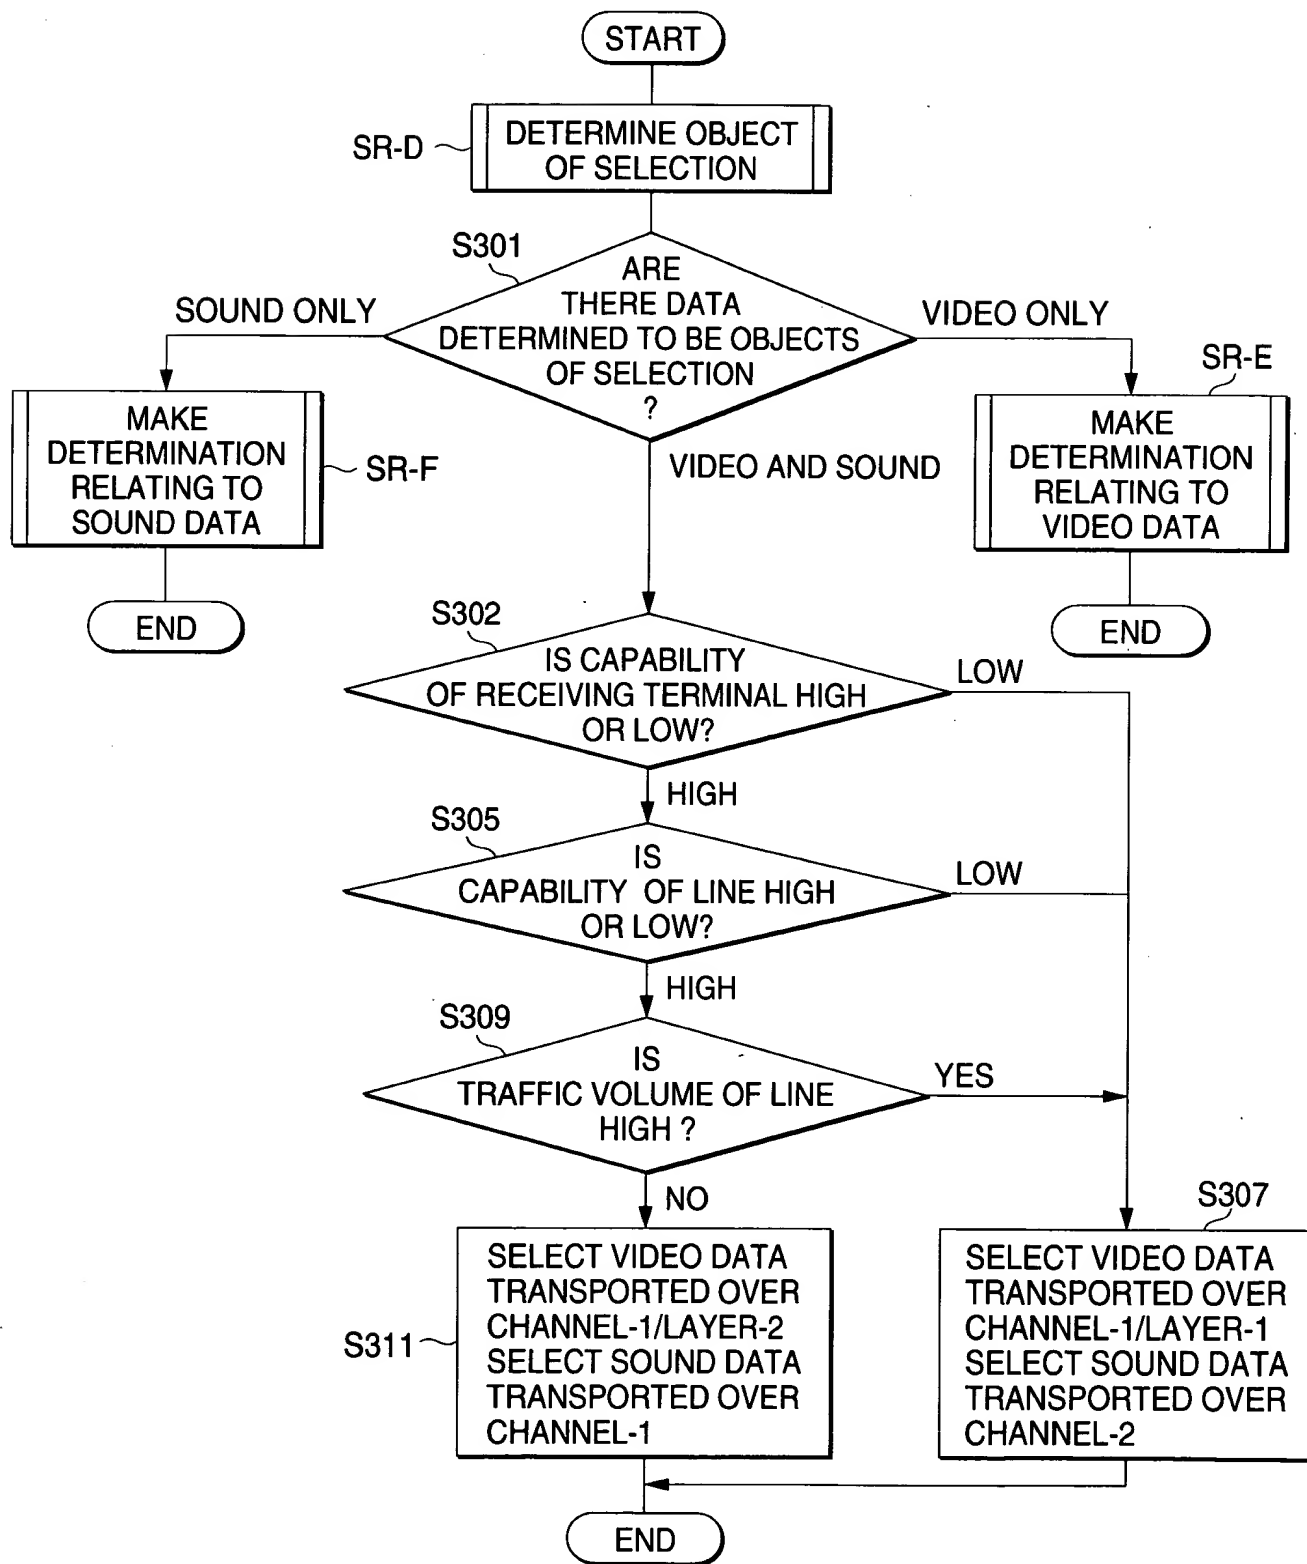 START
SR-D
DETERMINE OBJECT
OF SELECTION
S301
ARE
THERE DATA
DETERMINED TO BE OBJECTS
OF SELECTION
?
SOUND ONLY
VIDEO ONLY
VIDEO AND SOUND
MAKE
DETERMINATION
RELATING TO
SOUND DATA
SR-F
END
SR-E
MAKE
DETERMINATION
RELATING TO
VIDEO DATA
END
S302
IS CAPABILITY
OF RECEIVING TERMINAL HIGH
OR LOW?
LOW
HIGH
S305
IS
CAPABILITY OF LINE HIGH
OR LOW?
LOW
HIGH
S309
IS
TRAFFIC VOLUME OF LINE
HIGH ?
YES
NO
S311
SELECT VIDEO DATA
TRANSPORTED OVER
CHANNEL-1/LAYER-2
SELECT SOUND DATA
TRANSPORTED OVER
CHANNEL-1
S307
SELECT VIDEO DATA
TRANSPORTED OVER
CHANNEL-1/LAYER-1
SELECT SOUND DATA
TRANSPORTED OVER
CHANNEL-2
END